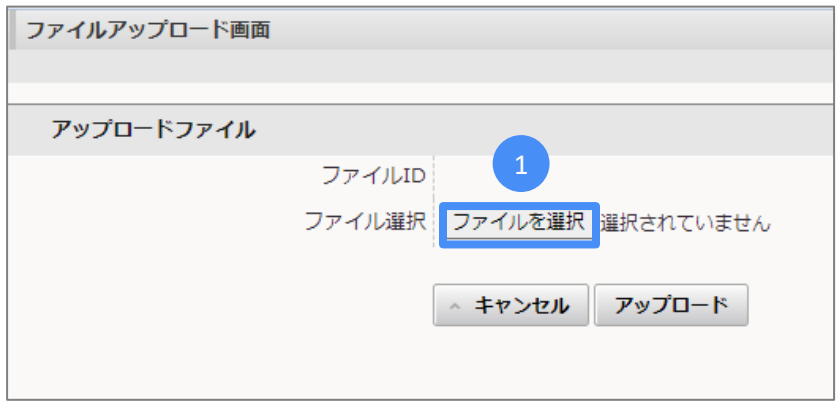 ファイルアップロード画面
アップロードファイル
1
ファイルID
ファイル選択 ファイルを選択 選択されていません
キャンセル アップロード